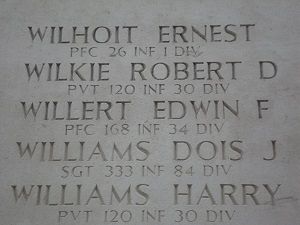 WILHOIT ERNEST
PFC 26 INF 1 DIV
WILKIE ROBERT D
PVT 120 INF 30 DIV
WILLERT EDWIN F
PFC 168 INF 34 DIV
WILLIAMS DOIS J
SGT 333 INF 84 DIV
WILLIAMS HARRY
PVT 120 INF 30 DIV